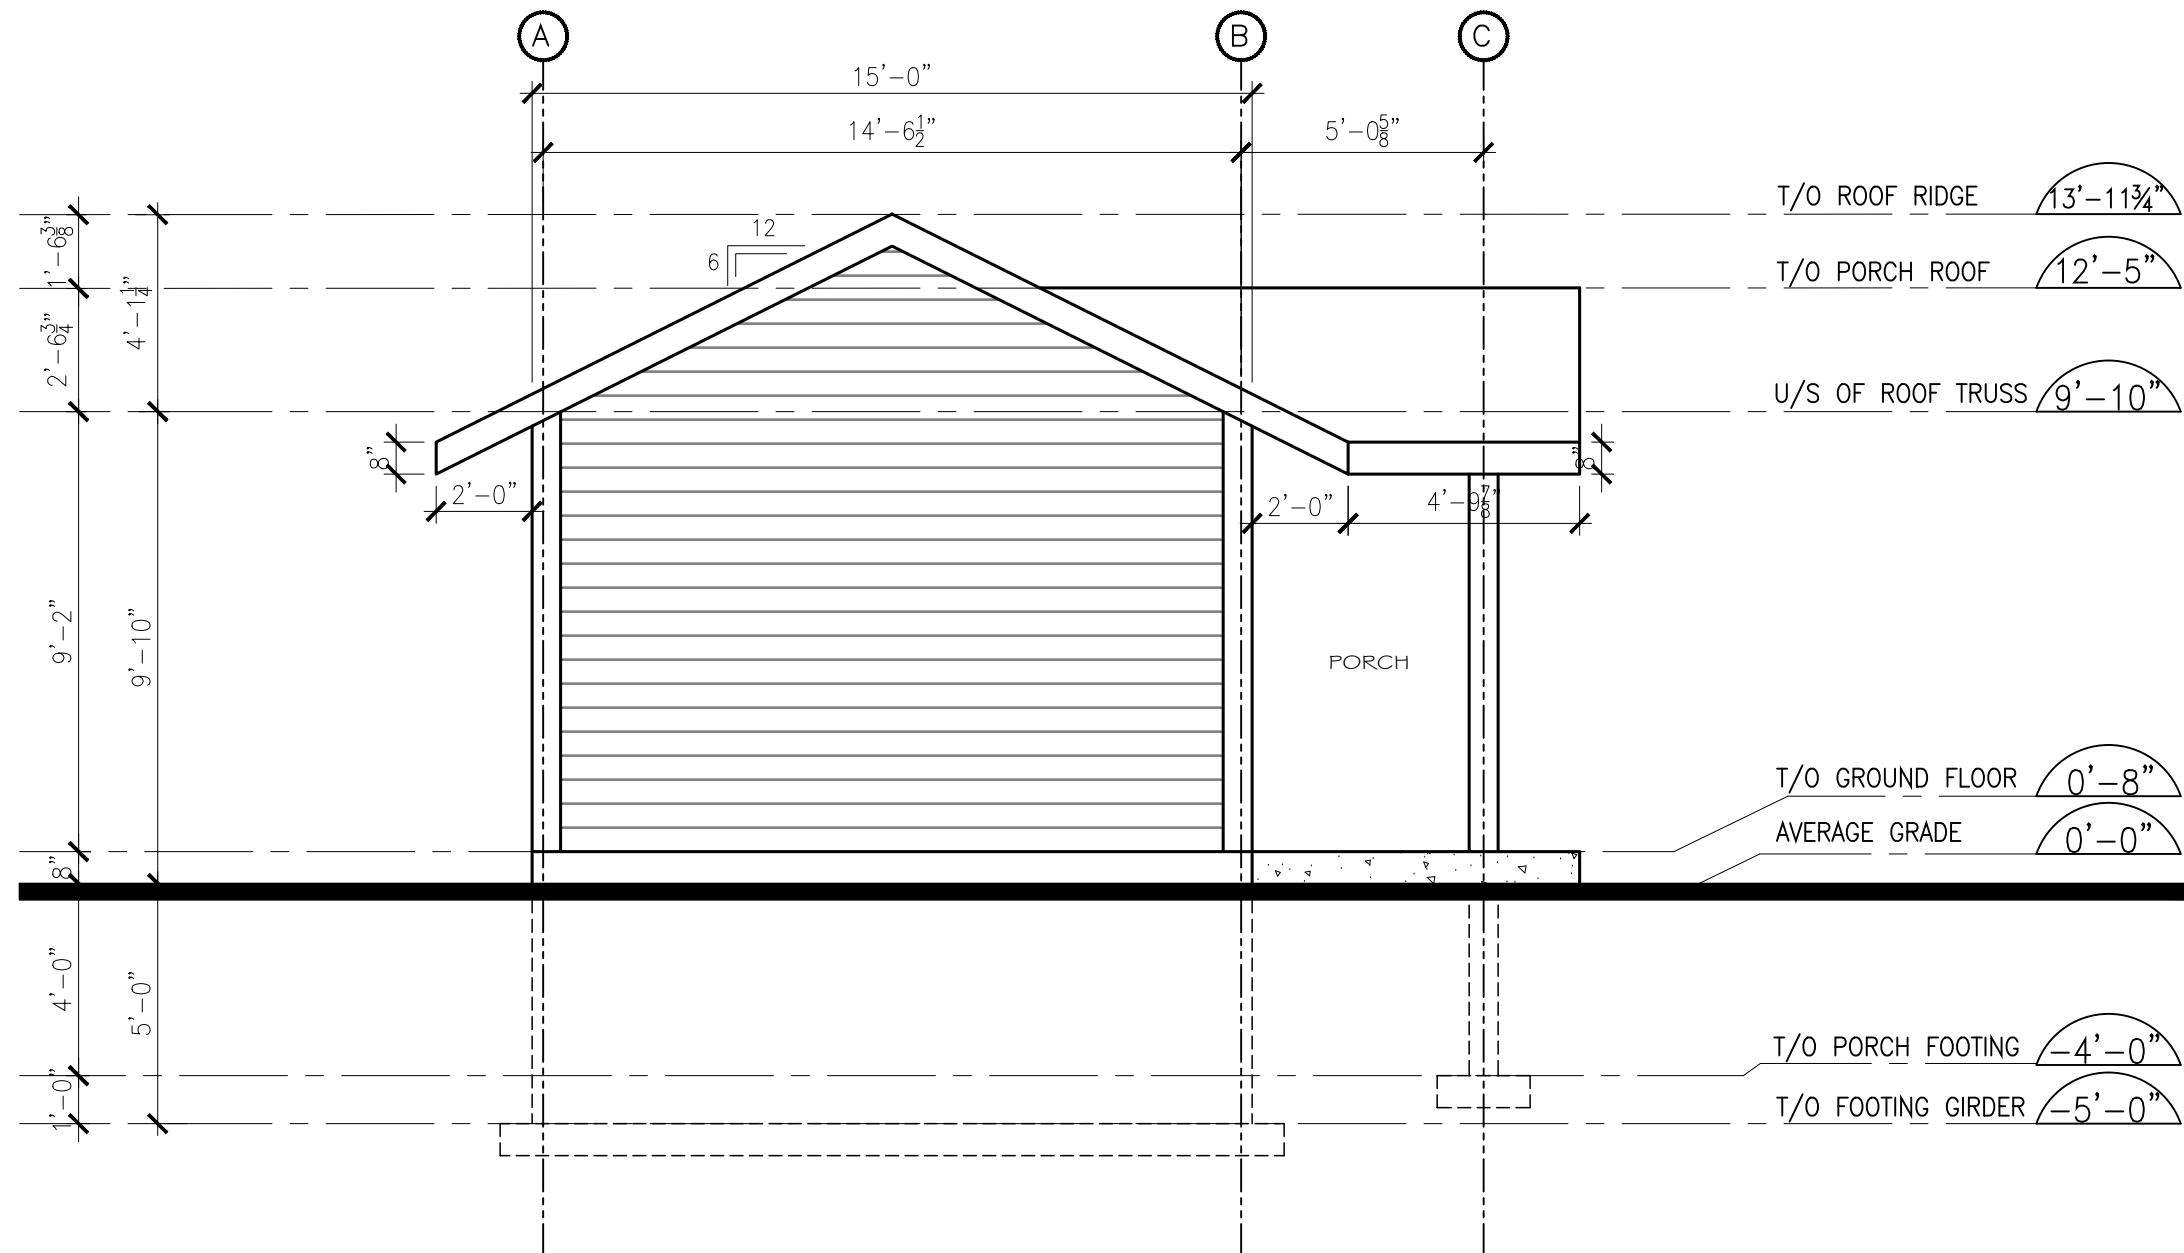 A
B
C
15'-0"
14'-6½"
5'-0⅝"
T/O ROOF RIDGE 13'-11¾"
12
6
1'-6⅜"
T/O PORCH ROOF 12'-5"
4'-1¼"
2'-6¾"
U/S OF ROOF TRUSS 9'-10"
8"
8"
2'-0"
2'-0"
4'-9⅞"
9'-2"
9'-10"
PORCH
T/O GROUND FLOOR 0'-8"
AVERAGE GRADE 0'-0"
8"
4'-0"
5'-0"
T/O PORCH FOOTING -4'-0"
1'-0"
T/O FOOTING GIRDER -5'-0"